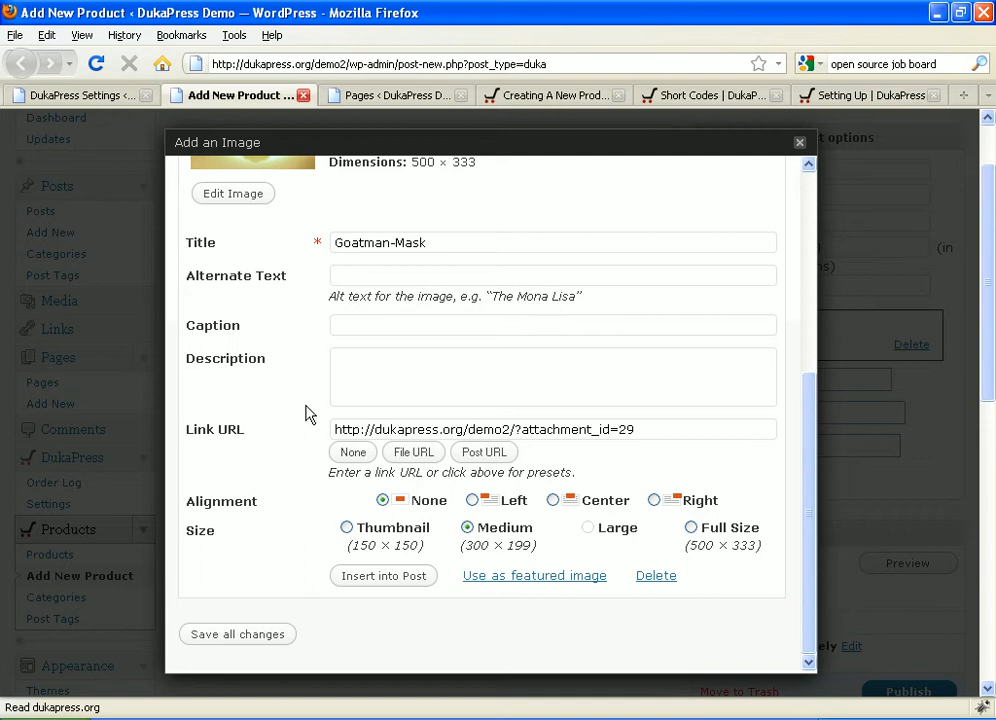 Add New Product ‹ DukaPress Demo — WordPress - Mozilla Firefox
File Edit View History Bookmarks Tools Help
http://dukapress.org/demo2/wp-admin/post-new.php?post_type=duka
open source job board
DukaPress Settings ‹...
Add New Product ...
Pages ‹ DukaPress D...
Creating A New Prod...
Short Codes | DukaP...
Setting Up | DukaPress
Dashboard
Updates
Posts
Posts
Add New
Categories
Post Tags
Media
Links
Pages
Pages
Add New
Comments
DukaPress
Order Log
Settings
Products
Products
Add New Product
Categories
Post Tags
Appearance
Themes
Add an Image
Dimensions: 500 × 333
Edit Image
Title * Goatman-Mask
Alternate Text
Alt text for the image, e.g. “The Mona Lisa”
Caption
Description
Link URL http://dukapress.org/demo2/?attachment_id=29
None File URL Post URL
Enter a link URL or click above for presets.
Alignment None Left Center Right
Size Thumbnail Medium Large Full Size
(150 × 150) (300 × 199) (500 × 333)
Insert into Post Use as featured image Delete
Save all changes
options
(in
Delete
Preview
Edit
Move to Trash
Publish
Read dukapress.org